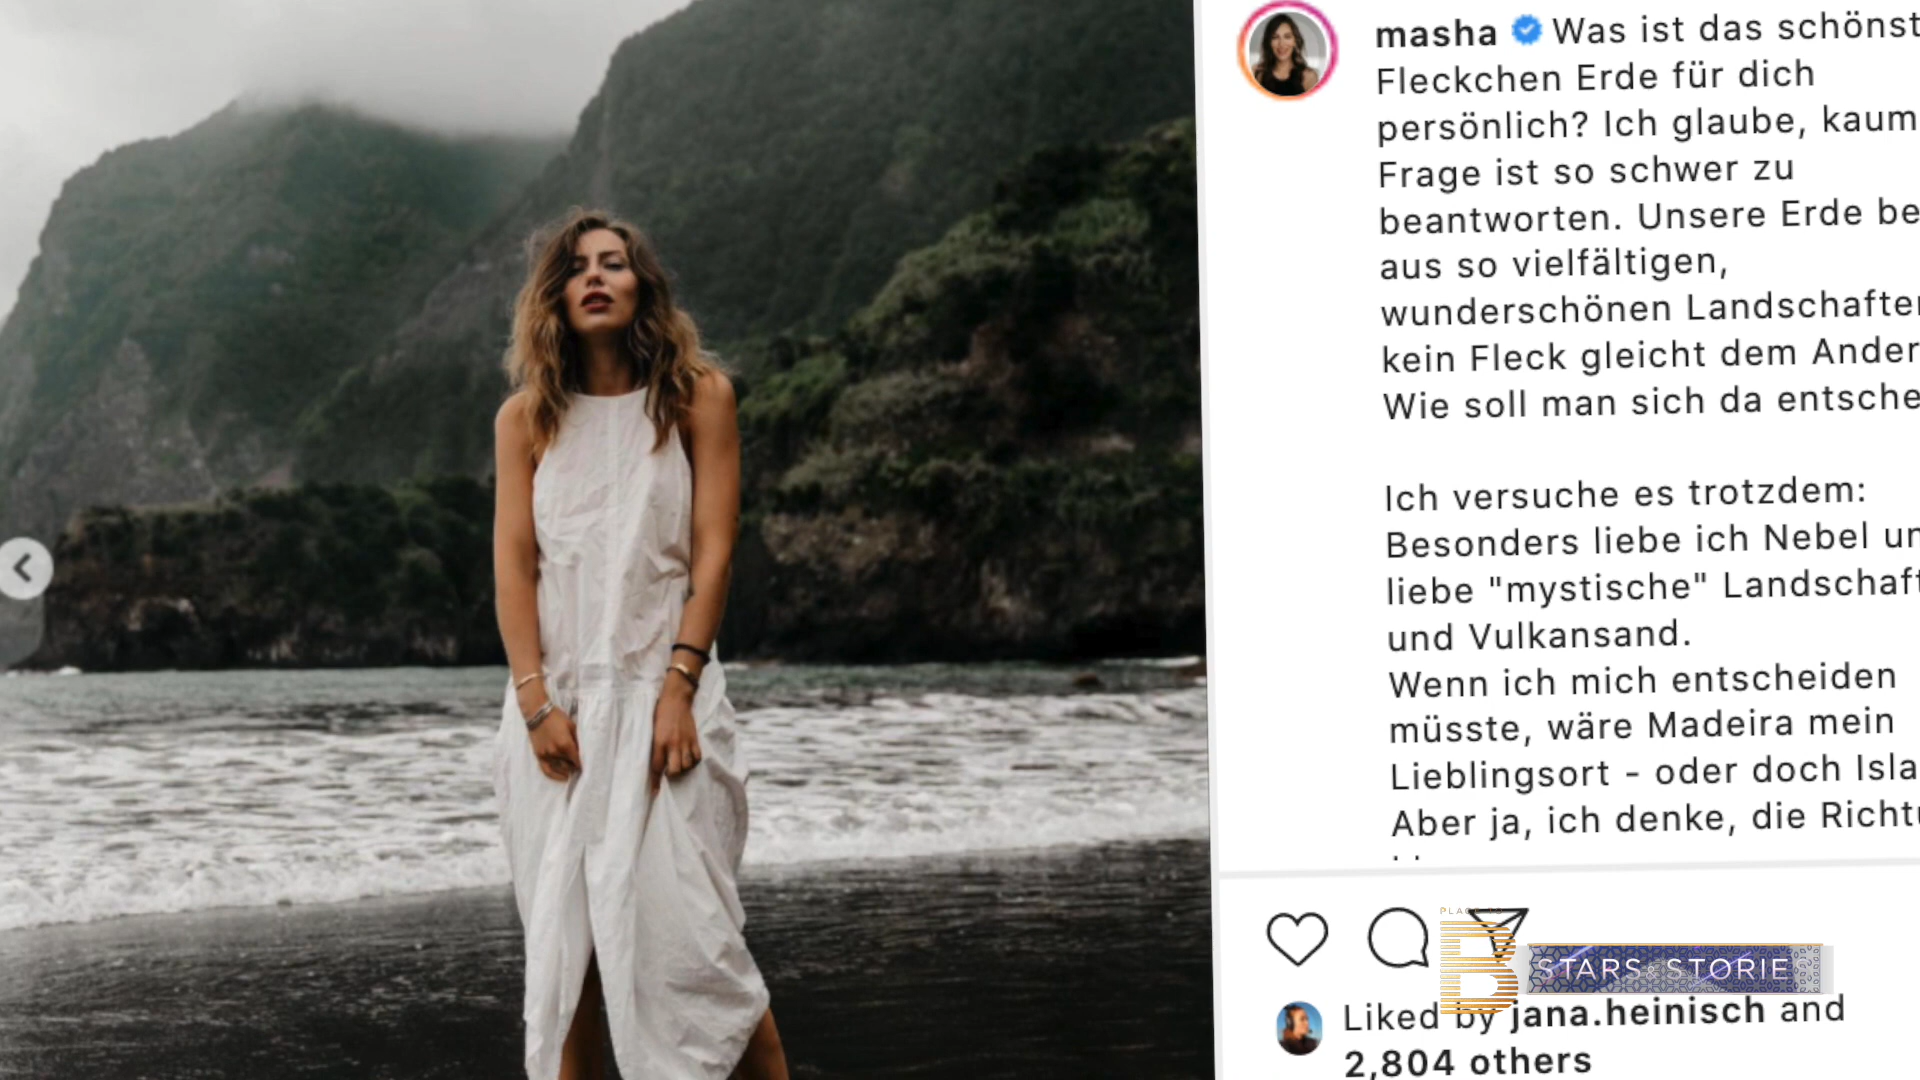 masha Was ist das schönst
Fleckchen Erde für dich
persönlich? Ich glaube, kaum
Frage ist so schwer zu
beantworten. Unsere Erde be
aus so vielfältigen,
wunderschönen Landschafte
kein Fleck gleicht dem Ander
Wie soll man sich da entsche
Ich versuche es trotzdem:
Besonders liebe ich Nebel un
liebe "mystische" Landschaft
und Vulkansand.
Wenn ich mich entscheiden
müsste, wäre Madeira mein
Lieblingsort - oder doch Isla
Aber ja, ich denke, die Richt
PLACE TO
B
STARS & STORIE
Liked by jana.heinisch and
2,804 others